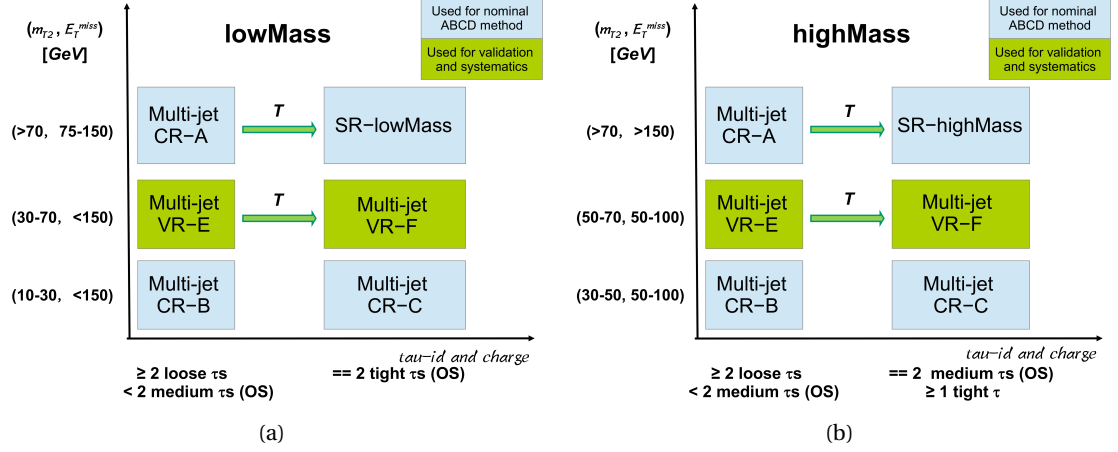 (m_T2 , E_T^miss)
[GeV]
lowMass
Used for nominal
ABCD method
Used for validation
and systematics
(>70, 75-150)
Multi-jet
CR−A
T
SR−lowMass
(30-70, <150)
Multi-jet
VR−E
T
Multi-jet
VR−F
(10-30, <150)
Multi-jet
CR−B
Multi-jet
CR−C
tau−id and charge
≥ 2 loose τs
< 2 medium τs (OS)
== 2 tight τs (OS)
(a)
(m_T2 , E_T^miss)
[GeV]
highMass
Used for nominal
ABCD method
Used for validation
and systematics
(>70, >150)
Multi-jet
CR−A
T
SR−highMass
(50-70, 50-100)
Multi-jet
VR−E
T
Multi-jet
VR−F
(30-50, 50-100)
Multi-jet
CR−B
Multi-jet
CR−C
tau−id and charge
≥ 2 loose τs
< 2 medium τs (OS)
== 2 medium τs (OS)
≥ 1 tight τ
(b)